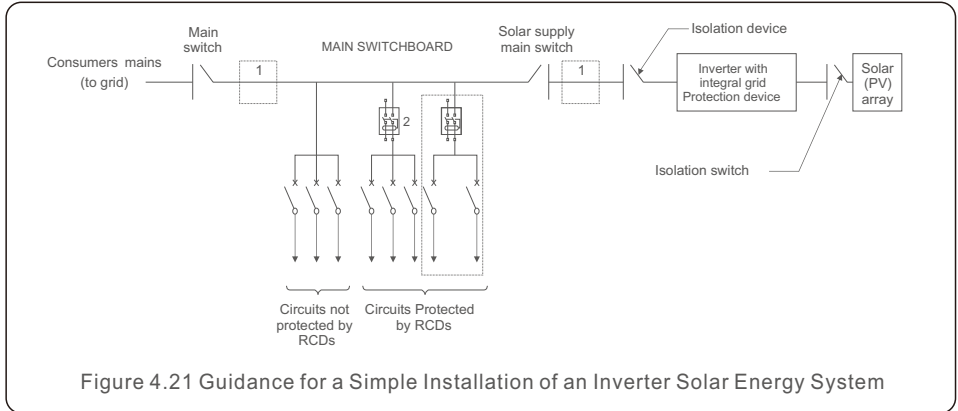 Main
switch
MAIN SWITCHBOARD
Solar supply
main switch
Isolation device
Consumers mains
(to grid)
1
1
Inverter with
integral grid
Protection device
Solar
(PV)
array
2
Isolation switch
Circuits not
protected by
RCDs
Circuits Protected
by RCDs
Figure 4.21 Guidance for a Simple Installation of an Inverter Solar Energy System